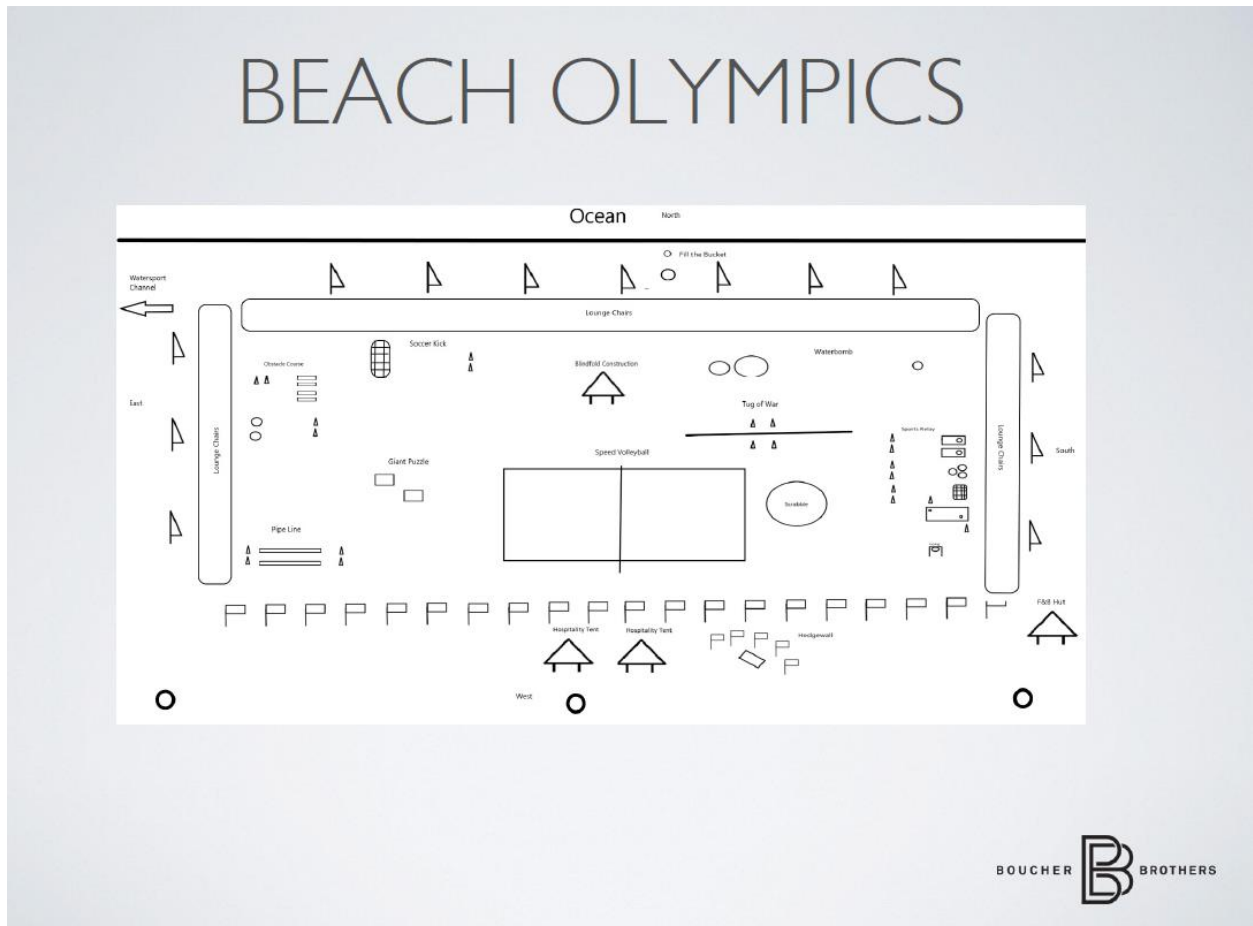 BEACH OLYMPICS
Ocean
North
Fill the Bucket
Watersport
Channel
Lounge Chairs
Soccer Kick
Obstacle Course
Blindfold Construction
Waterbomb
East
Tug of War
Sports Relay
Lounge Chairs
Giant Puzzle
Speed Volleyball
Lounge Chairs
South
Scrabble
Pipe Line
F&B Hut
Hospitality Tent
Hospitality Tent
Hedgewall
West
BOUCHER B BROTHERS